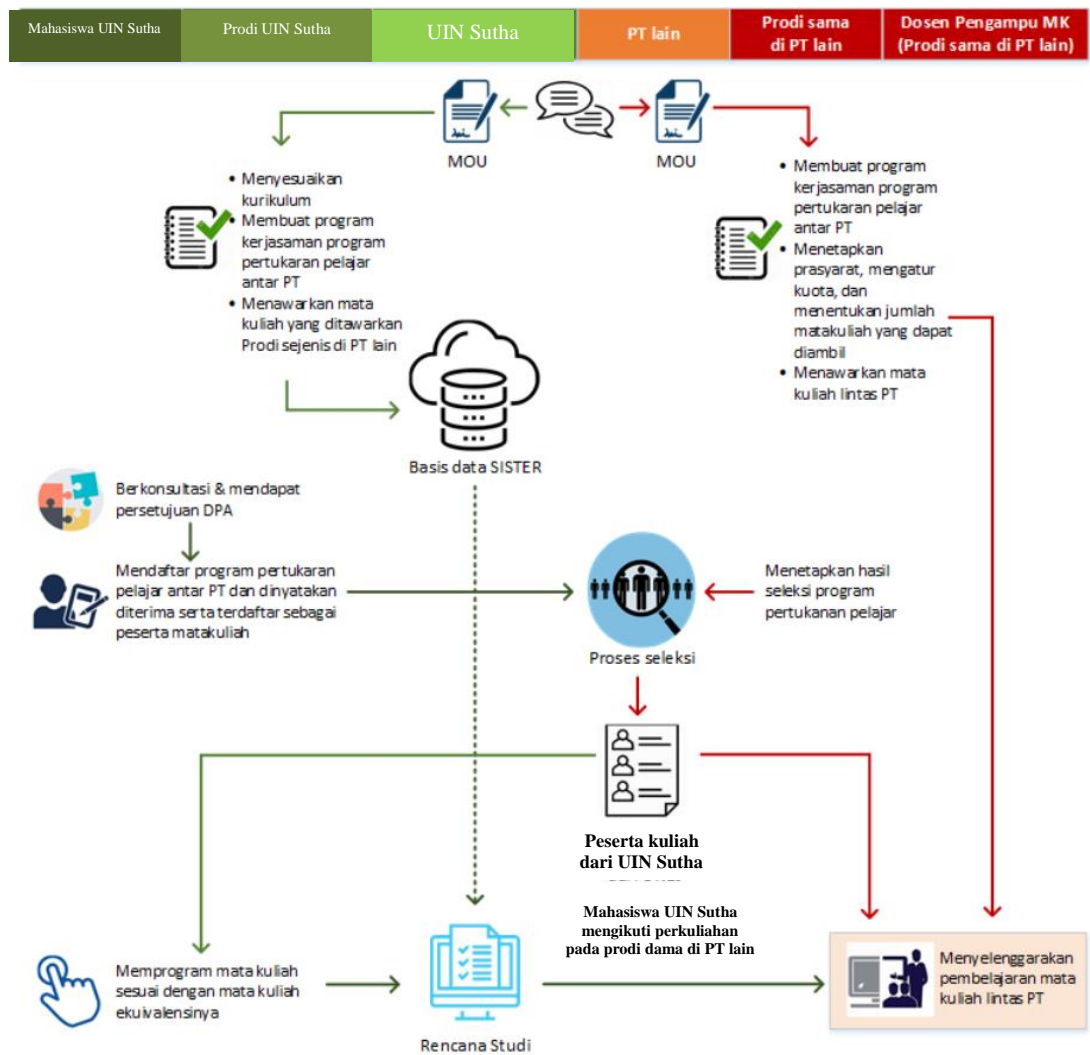 Mahasiswa UIN Sutha
Prodi UIN Sutha
UIN Sutha
PT lain
Prodi sama
di PT lain
Dosen Pengampu MK
(Prodi sama di PT lain)
MOU
MOU
• Menyesuaikan
kurikulum
• Membuat program
kerjasaman program
pertukaran pelajar
antar PT
• Menawarkan mata
kuliah yang ditawarkan
Prodi sejenis di PT lain
• Membuat program
kerjasaman program
pertukaran pelajar
antar PT
• Menetapkan
prasyarat, mengatur
kuota, dan
menentukan jumlah
matakuliah yang dapat
diambil
• Menawarkan mata
kuliah lintas PT
Basis data SISTER
Berkonsultasi & mendapat
persetujuan DPA
Mendaftar program pertukaran
pelajar antar PT dan dinyatakan
diterima serta terdaftar sebagai
peserta matakuliah
Proses seleksi
Menetapkan hasil
seleksi program
pertukanan pelajar
Peserta kuliah
dari UIN Sutha
Mahasiswa UIN Sutha
mengikuti perkuliahan
pada prodi dama di PT lain
Memprogram mata kuliah
sesuai dengan mata kuliah
ekuivalensinya
Rencana Studi
Menyelenggarakan
pembelajaran mata
kuliah lintas PT